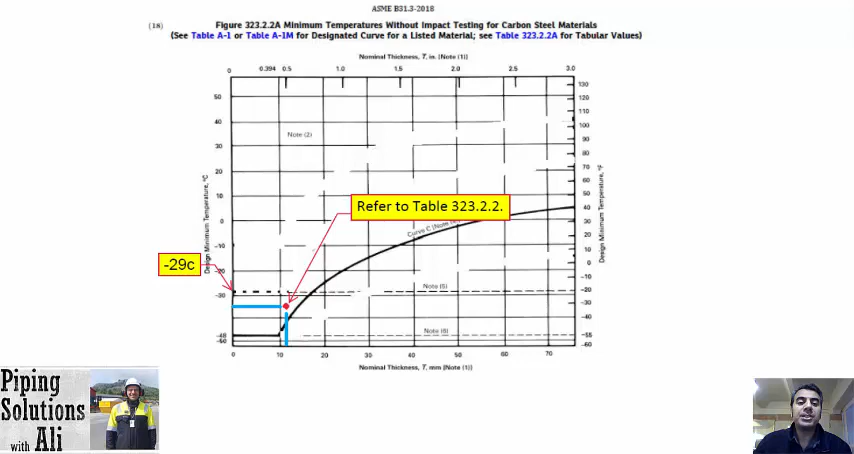 ASME B31.3-2018
(18)
Figure 323.2.2A Minimum Temperatures Without Impact Testing for Carbon Steel Materials
(See Table A-1 or Table A-1M for Designated Curve for a Listed Material; see Table 323.2.2A for Tabular Values)
Nominal Thickness, T, in. [Note (1)]
0 0.394 0.5 1.0 1.5 2.0 2.5 3.0
50
40
30
20
10
0
-10
-20
-30
-48
-50
Design Minimum Temperature, °C
130
120
110
100
90
80
70
60
50
40
30
20
10
0
-10
-20
-30
-40
-55
-60
Design Minimum Temperature, °F
Note (2)
Refer to Table 323.2.2.
Curve C [Note
-29c
Note (5)
Note (6)
0 10 20 30 40 50 60 70
Nominal Thickness, T, mm [Note (1)]
Piping
Solutions
with Ali